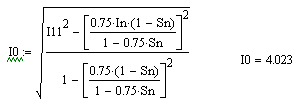 I0 := √( ( I11² − [ 0.75·In·(1 − Sn) / (1 − 0.75·Sn) ]² ) / ( 1 − [ 0.75·(1 − Sn) / (1 − 0.75·Sn) ]² ) )
I0 = 4.023